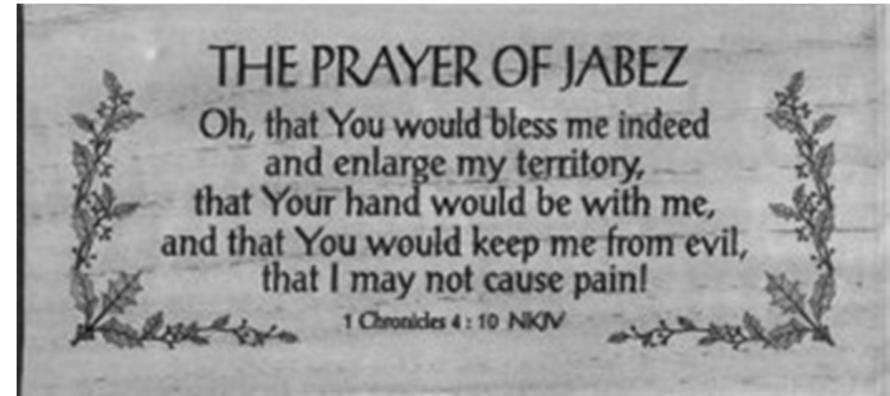 THE PRAYER OF JABEZ
Oh, that You would bless me indeed
and enlarge my territory,
that Your hand would be with me,
and that You would keep me from evil,
that I may not cause pain!
1 Chronicles 4 : 10 NKJV